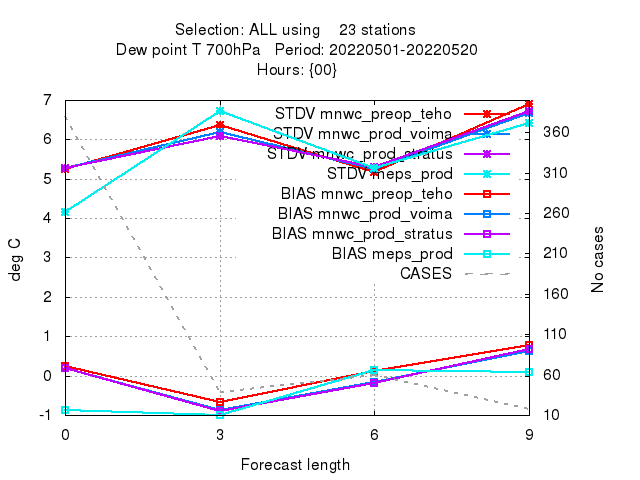 Selection: ALL using    23 stations
Dew point T 700hPa   Period: 20220501-20220520
Hours: {00}
7
6
5
4
3
2
1
0
-1
deg C
STDV mnwc_preop_teho
STDV mnwc_prod_voima
STDV mnwc_prod_stratus
STDV meps_prod
BIAS mnwc_preop_teho
BIAS mnwc_prod_voima
BIAS mnwc_prod_stratus
BIAS meps_prod
CASES
360
310
260
210
160
110
60
10
No cases
0 3 6 9
Forecast length